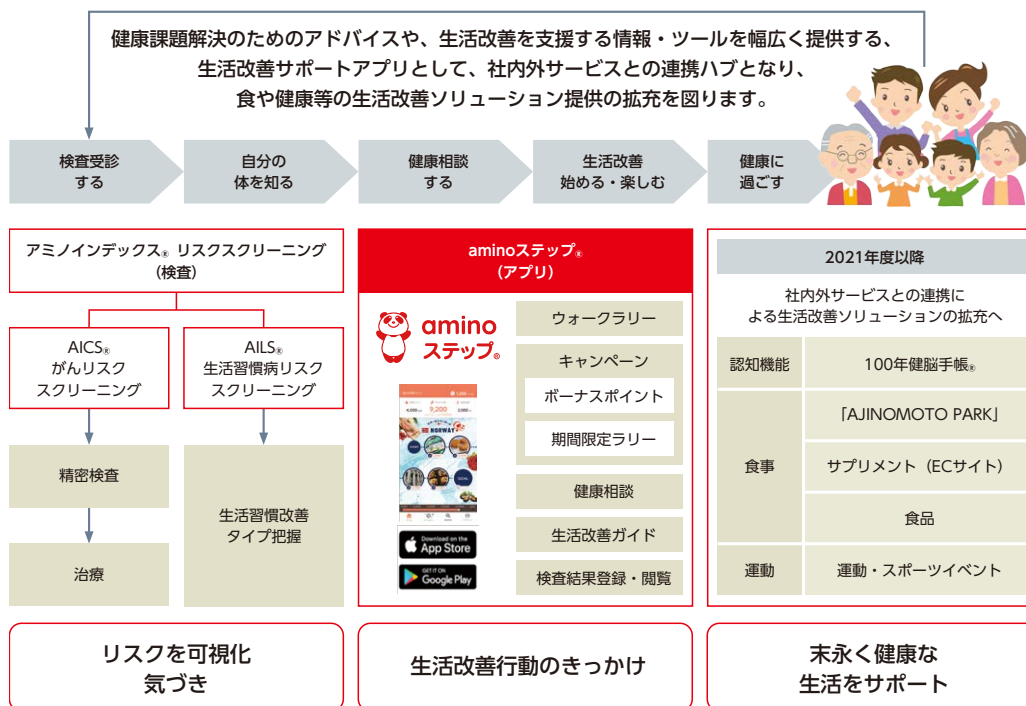 健康課題解決のためのアドバイスや、生活改善を支援する情報・ツールを幅広く提供する、
生活改善サポートアプリとして、社内外サービスとの連携ハブとなり、
食や健康等の生活改善ソリューション提供の拡充を図ります。
検査受診
する
自分の
体を知る
健康相談
する
生活改善
始める・楽しむ
健康に
過ごす
アミノインデックス® リスクスクリーニング
（検査）
AICS®
がんリスク
スクリーニング
AILS®
生活習慣病リスク
スクリーニング
精密検査
治療
生活習慣改善
タイプ把握
リスクを可視化
気づき
aminoステップ®
（アプリ）
amino
ステップ®
9,200
NORWAY
Download on the
App Store
GET IT ON
Google Play
ウォークラリー
キャンペーン
ボーナスポイント
期間限定ラリー
健康相談
生活改善ガイド
検査結果登録・閲覧
生活改善行動のきっかけ
2021年度以降
社内外サービスとの連携に
よる生活改善ソリューションの拡充へ
認知機能
100年健脳手帳®
食事
「AJINOMOTO PARK」
サプリメント（ECサイト）
食品
運動
運動・スポーツイベント
末永く健康な
生活をサポート